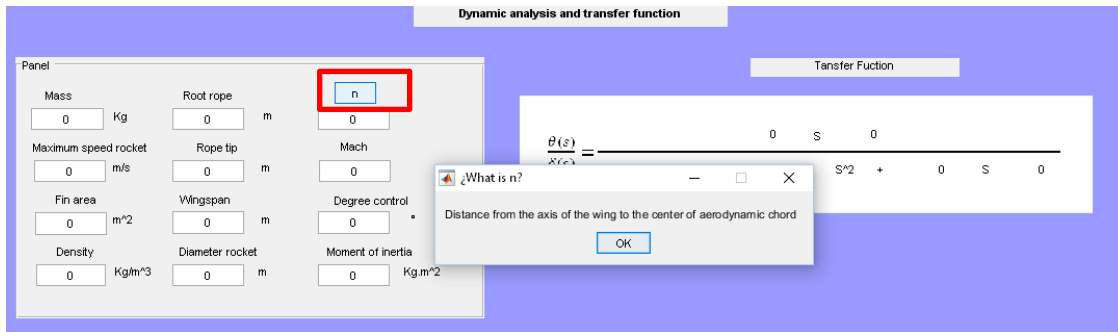 Dynamic analysis and transfer function
Panel
Tansfer Fuction
Mass
Root rope
n
0 Kg
0 m
0
Maximum speed rocket
Rope tip
Mach
0 m/s
0 m
0
Fin area
Wingspan
Degree control
0 m^2
0 m
0 °
Density
Diameter rocket
Moment of inertia
0 Kg/m^3
0 m
0 Kg.m^2
θ(s)
δ(s)
=
0 S 0
S^2 + 0 S 0
¿What is n?
Distance from the axis of the wing to the center of aerodynamic chord
OK